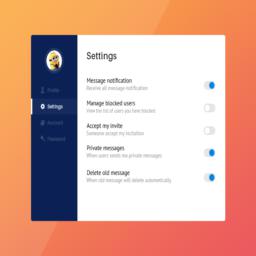 Settings
Profile
Settings
Account
Password
Message notification
Receive all message notification
Manage blocked users
View the list of users you have blocked
Accept my invite
Someone accept my invitation
Private messages
When users sends me private messages
Delete old message
When old message will delete automatically